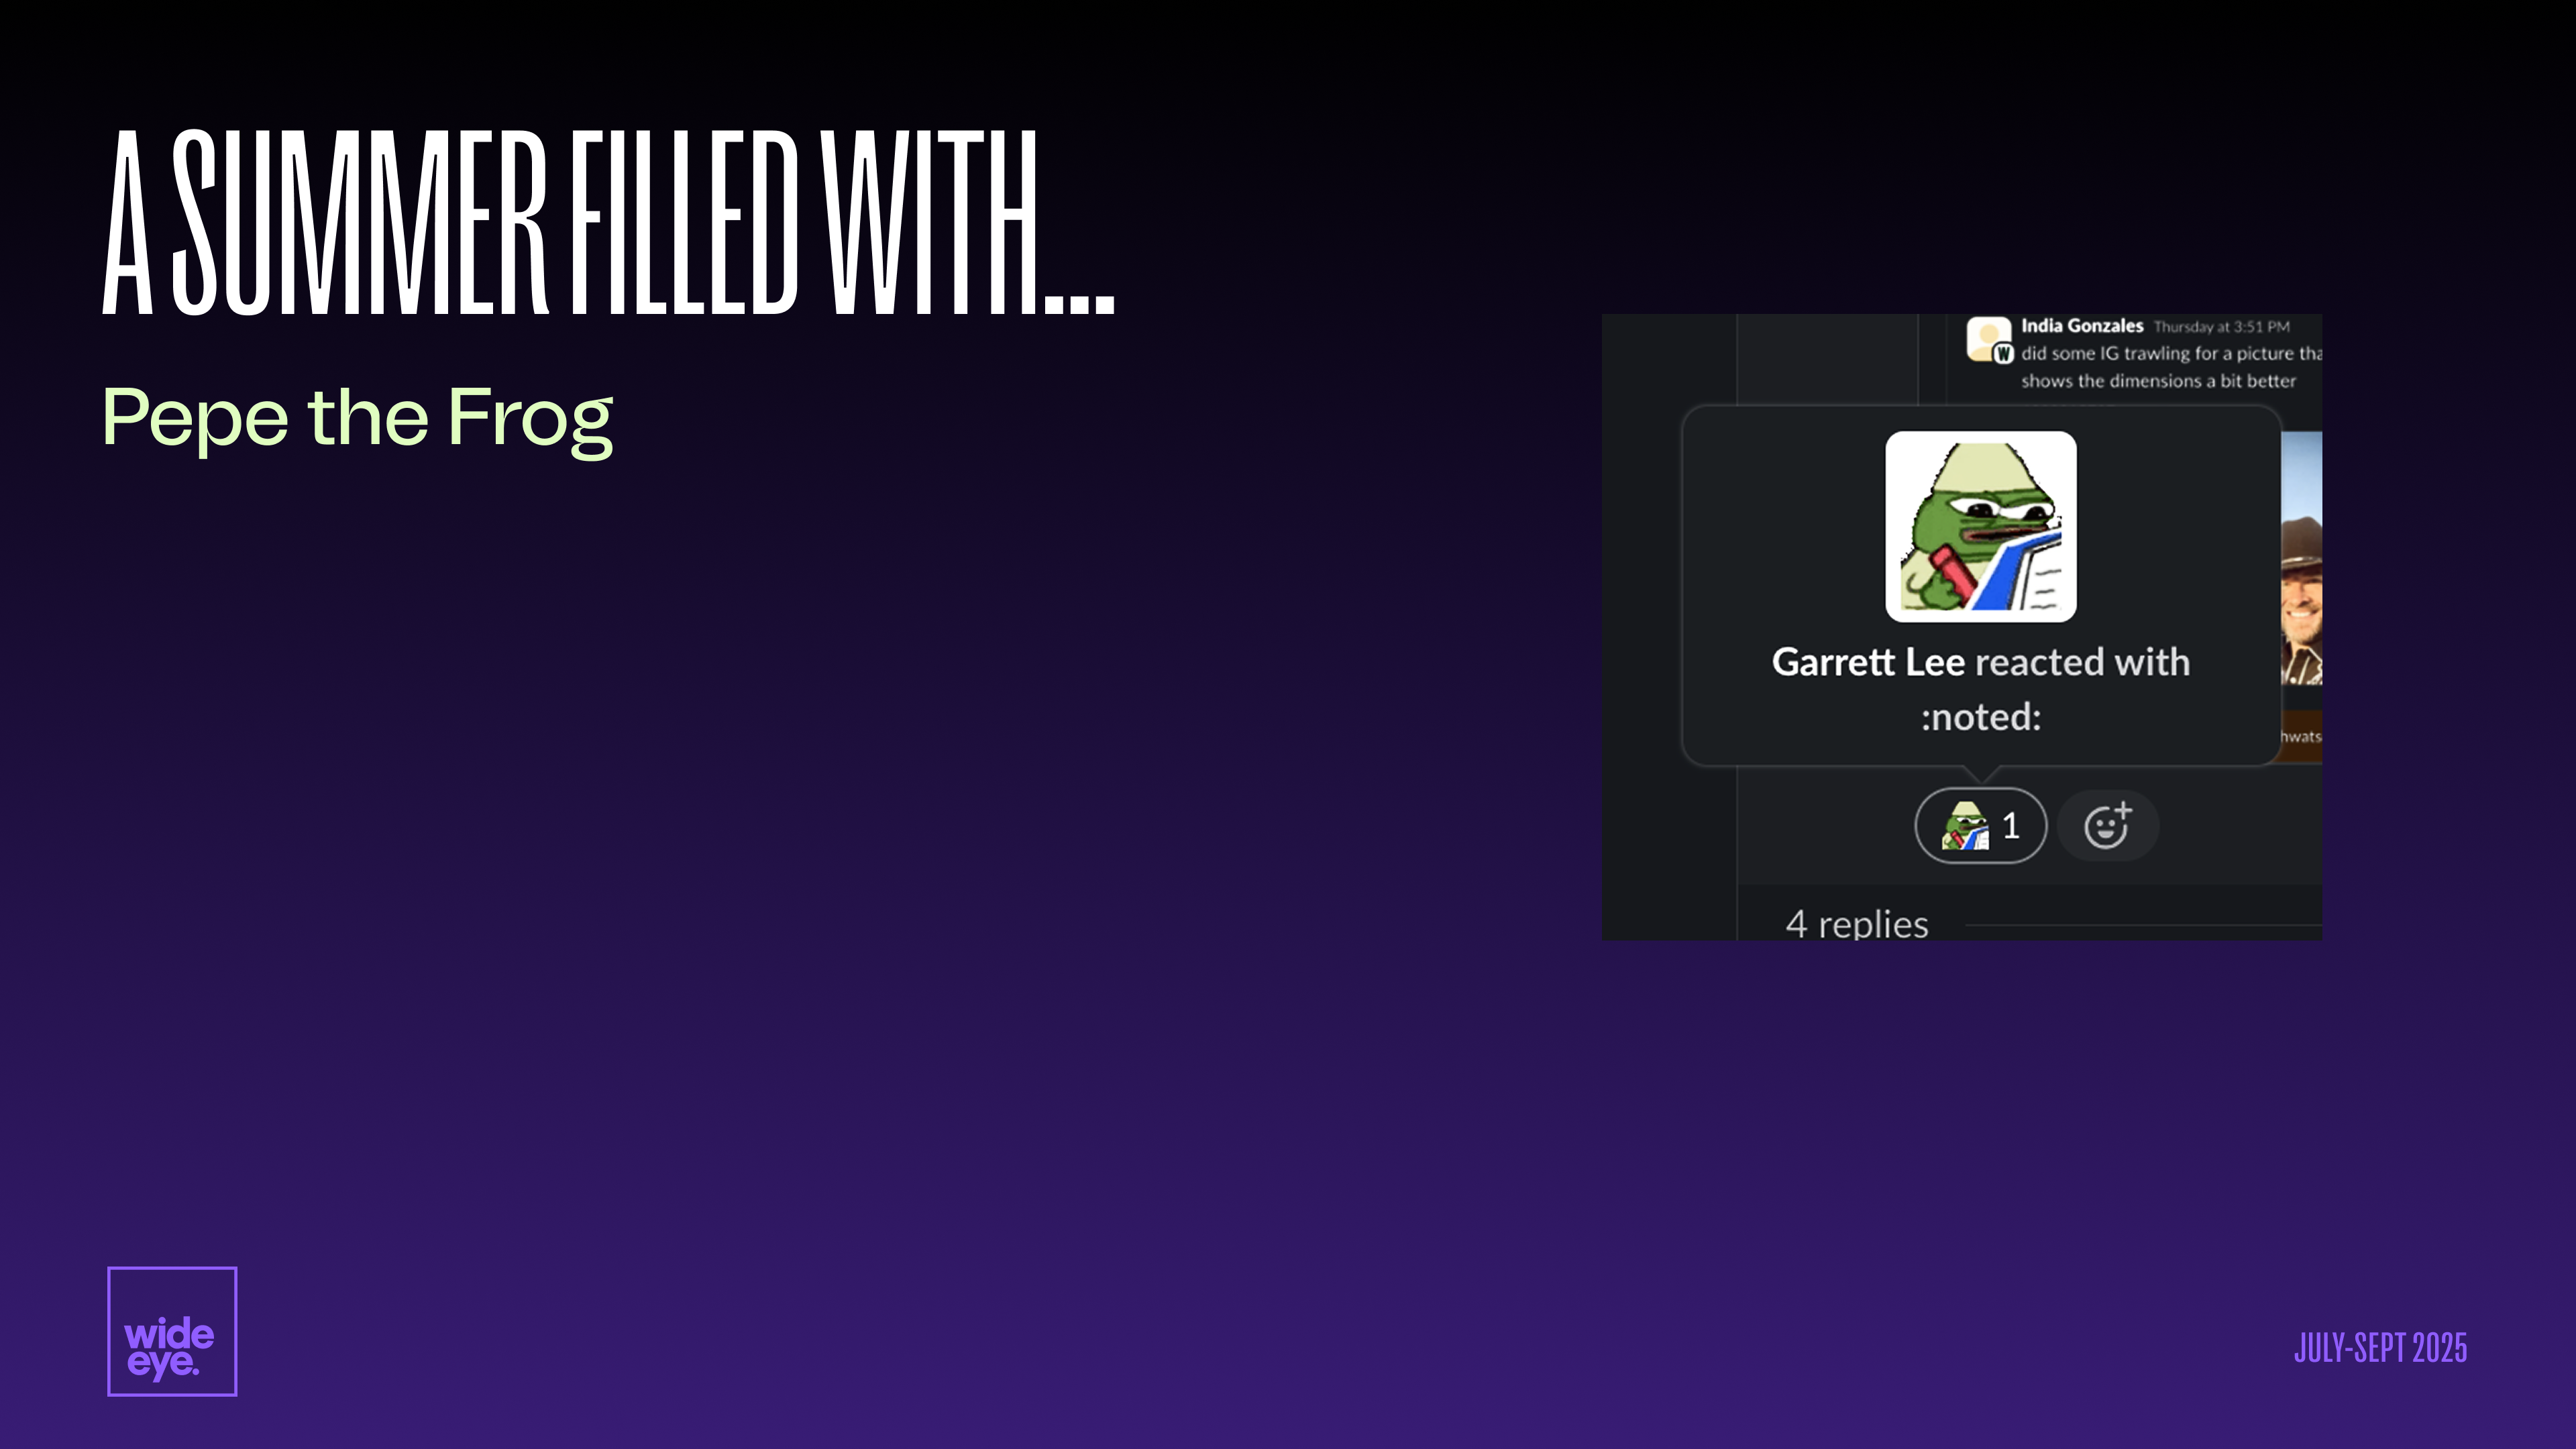 A SUMMER FILLED WITH...
Pepe the Frog
India Gonzales Thursday at 3:51 PM
did some IG trawling for a picture tha
shows the dimensions a bit better
W
Garrett Lee reacted with
:noted:
hwats
1
4 replies
wide
eye.
JULY-SEPT 2025